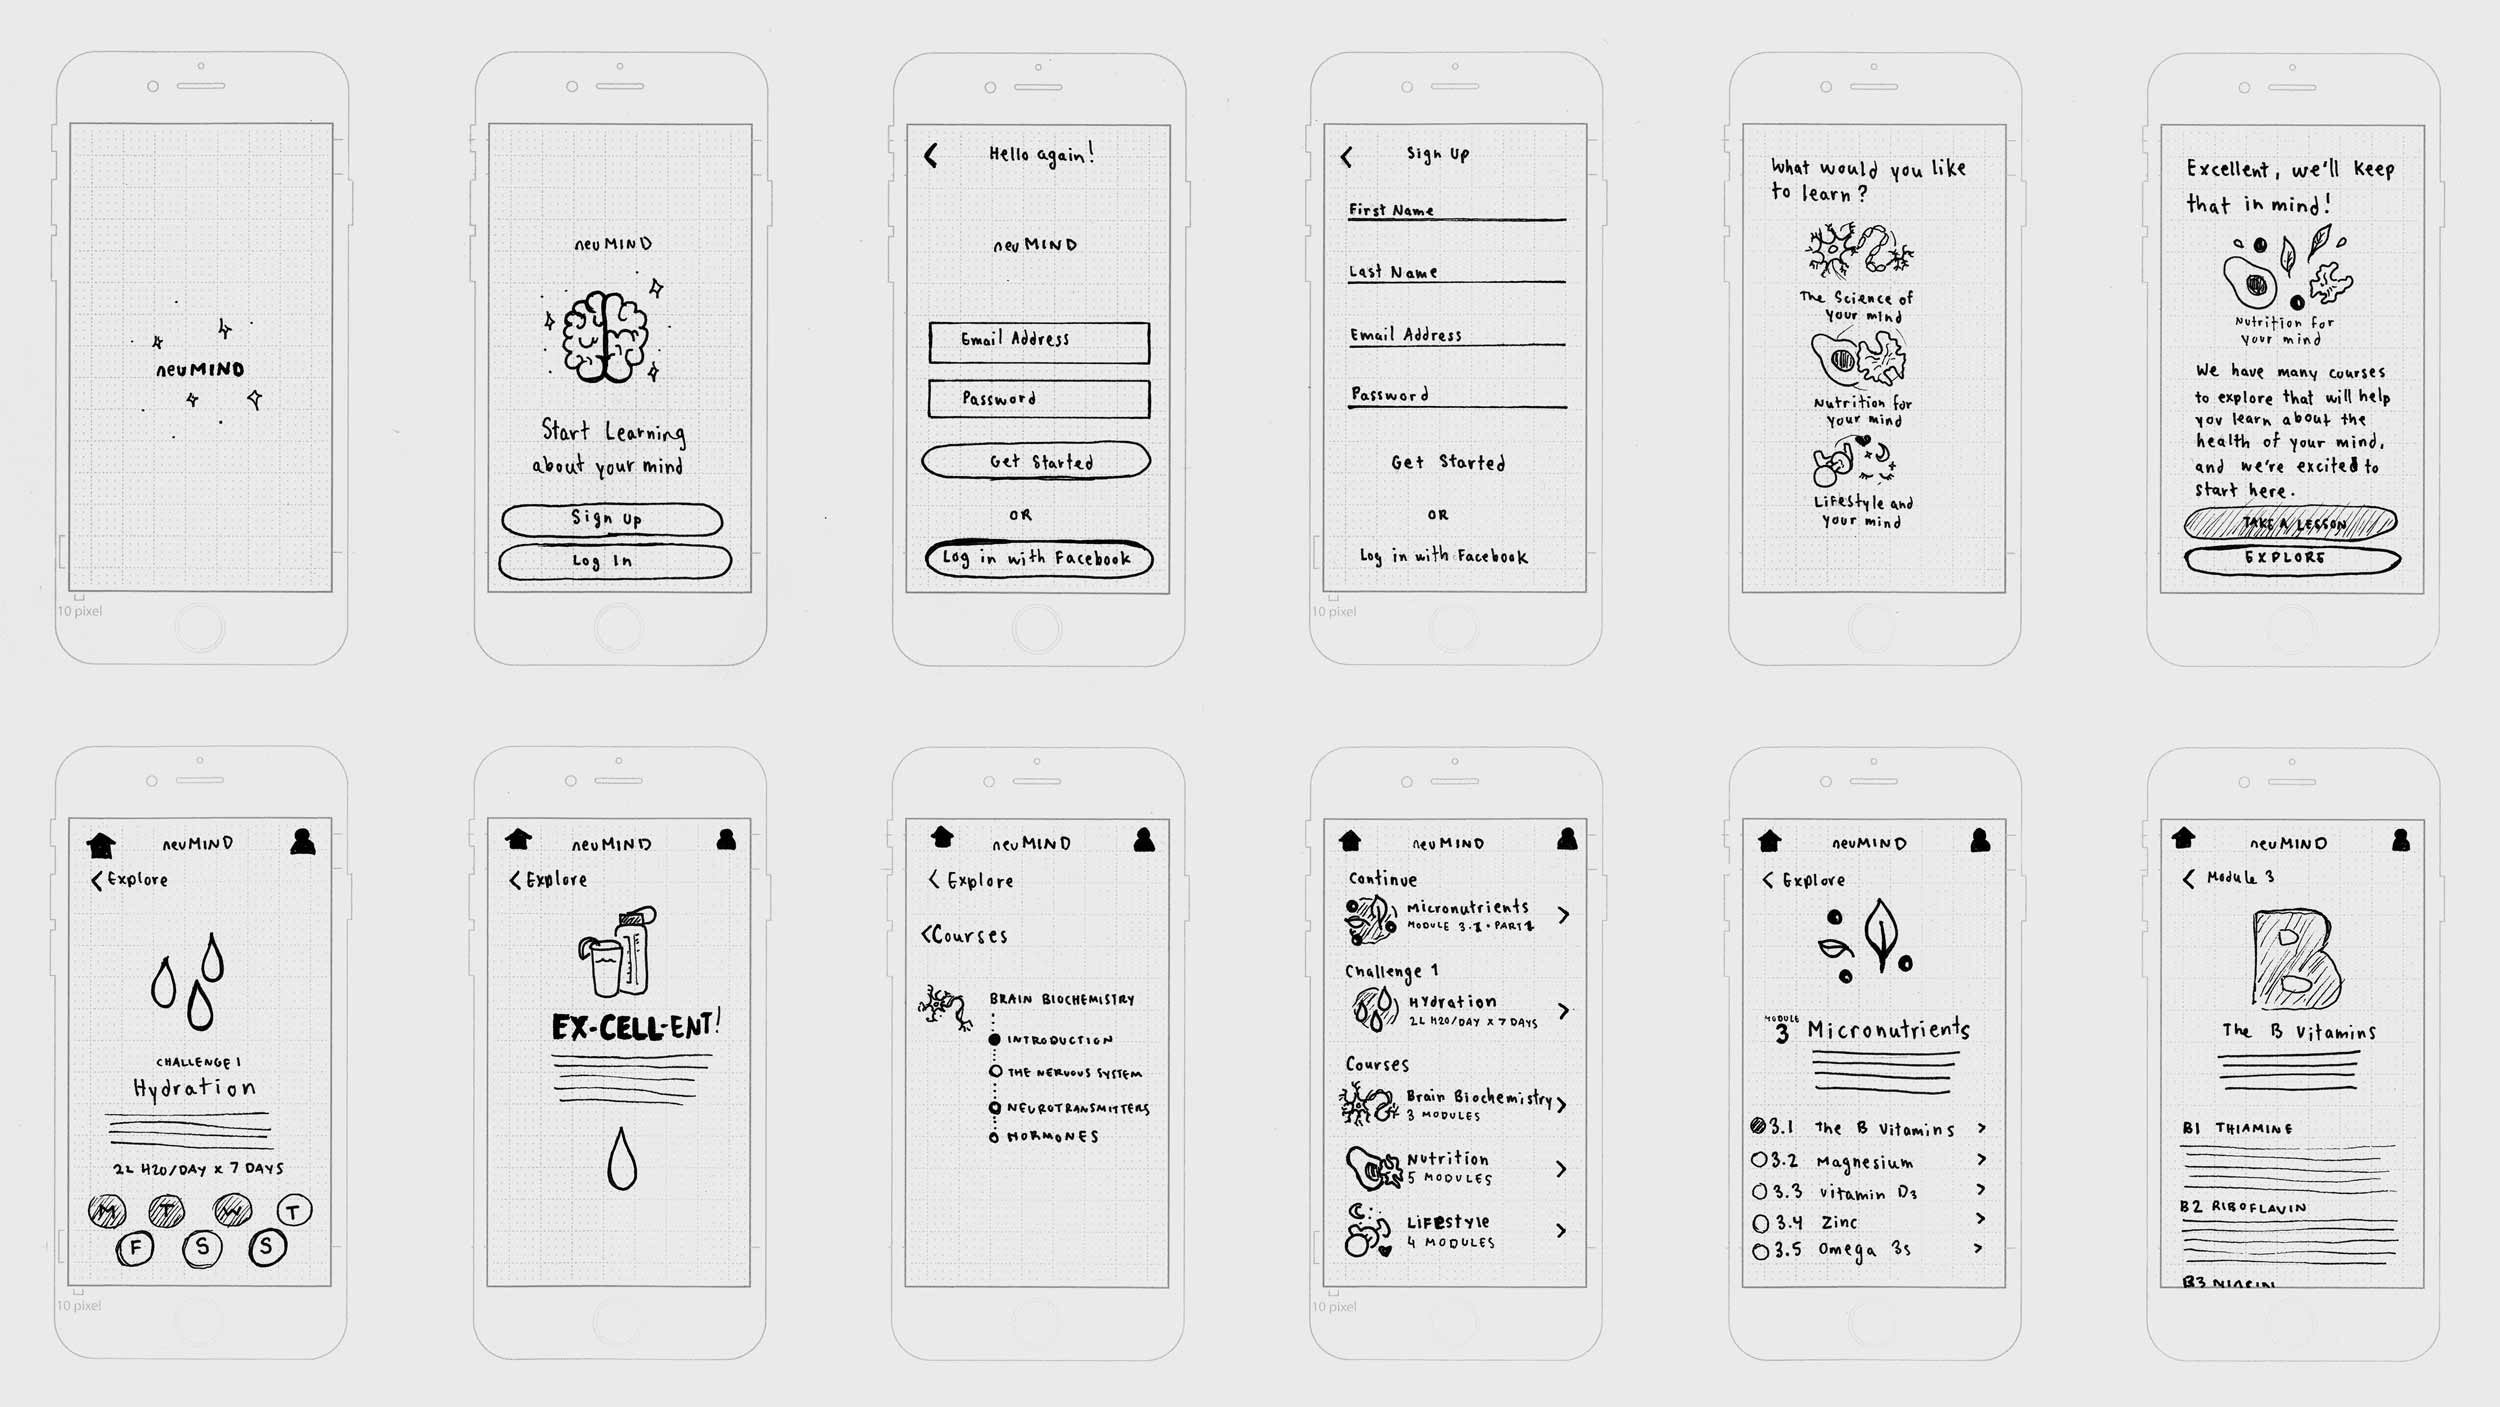 neuMIND
10 pixel
neuMIND
Start Learning
about your mind
Sign Up
Log In
Hello again!
neuMIND
Email Address
Password
Get Started
OR
Log in with Facebook
Sign Up
First Name
Last Name
Email Address
Password
Get Started
OR
Log in with Facebook
10 pixel
What would you like
to learn?
The Science of
your mind
Nutrition for
your mind
Lifestyle and
your mind
Excellent, we'll keep
that in mind!
Nutrition for
your mind
We have many courses
to explore that will help
you learn about the
health of your mind,
and we're excited to
start here.
TAKE A LESSON
EXPLORE
neuMIND
Explore
CHALLENGE 1
Hydration
2L H20/DAY X 7 DAYS
M T W T
F S S
10 pixel
neuMIND
Explore
EX-CELL-ENT!
neuMIND
Explore
Courses
BRAIN BIOCHEMISTRY
INTRODUCTION
THE NERVOUS SYSTEM
NEUROTRANSMITTERS
HORMONES
neuMIND
Continue
Micronutrients
MODULE 3.1 • PART 1
Challenge 1
Hydration
2L H20/DAY X 7 DAYS
Courses
Brain Biochemistry
3 MODULES
Nutrition
5 MODULES
Lifestyle
4 MODULES
10 pixel
neuMIND
Explore
MODULE
3 Micronutrients
3.1 The B Vitamins
3.2 Magnesium
3.3 Vitamin D3
3.4 Zinc
3.5 Omega 3s
neuMIND
Module 3
B
The B Vitamins
B1 THIAMINE
B2 RIBOFLAVIN
B3 NIACIN